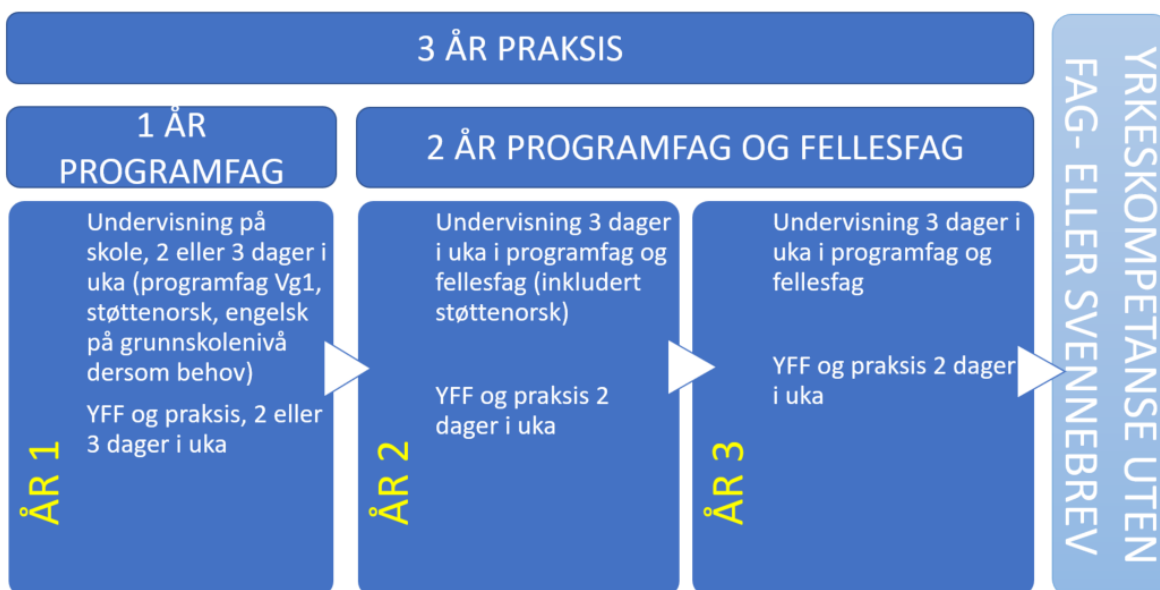 3 ÅR PRAKSIS
1 ÅR
PROGRAMFAG
2 ÅR PROGRAMFAG OG FELLESFAG
ÅR 1
Undervisning på
skole, 2 eller 3 dager i
uka (programfag Vg1,
støttenorsk, engelsk
på grunnskolenivå
dersom behov)
YFF og praksis, 2 eller
3 dager i uka
ÅR 2
Undervisning 3 dager
i uka i programfag og
fellesfag (inkludert
støttenorsk)
YFF og praksis 2
dager i uka
ÅR 3
Undervisning 3 dager i
uka i programfag og
fellesfag
YFF og praksis 2 dager
i uka
YRKESKOMPETANSE UTEN
FAG- ELLER SVENNEBREV